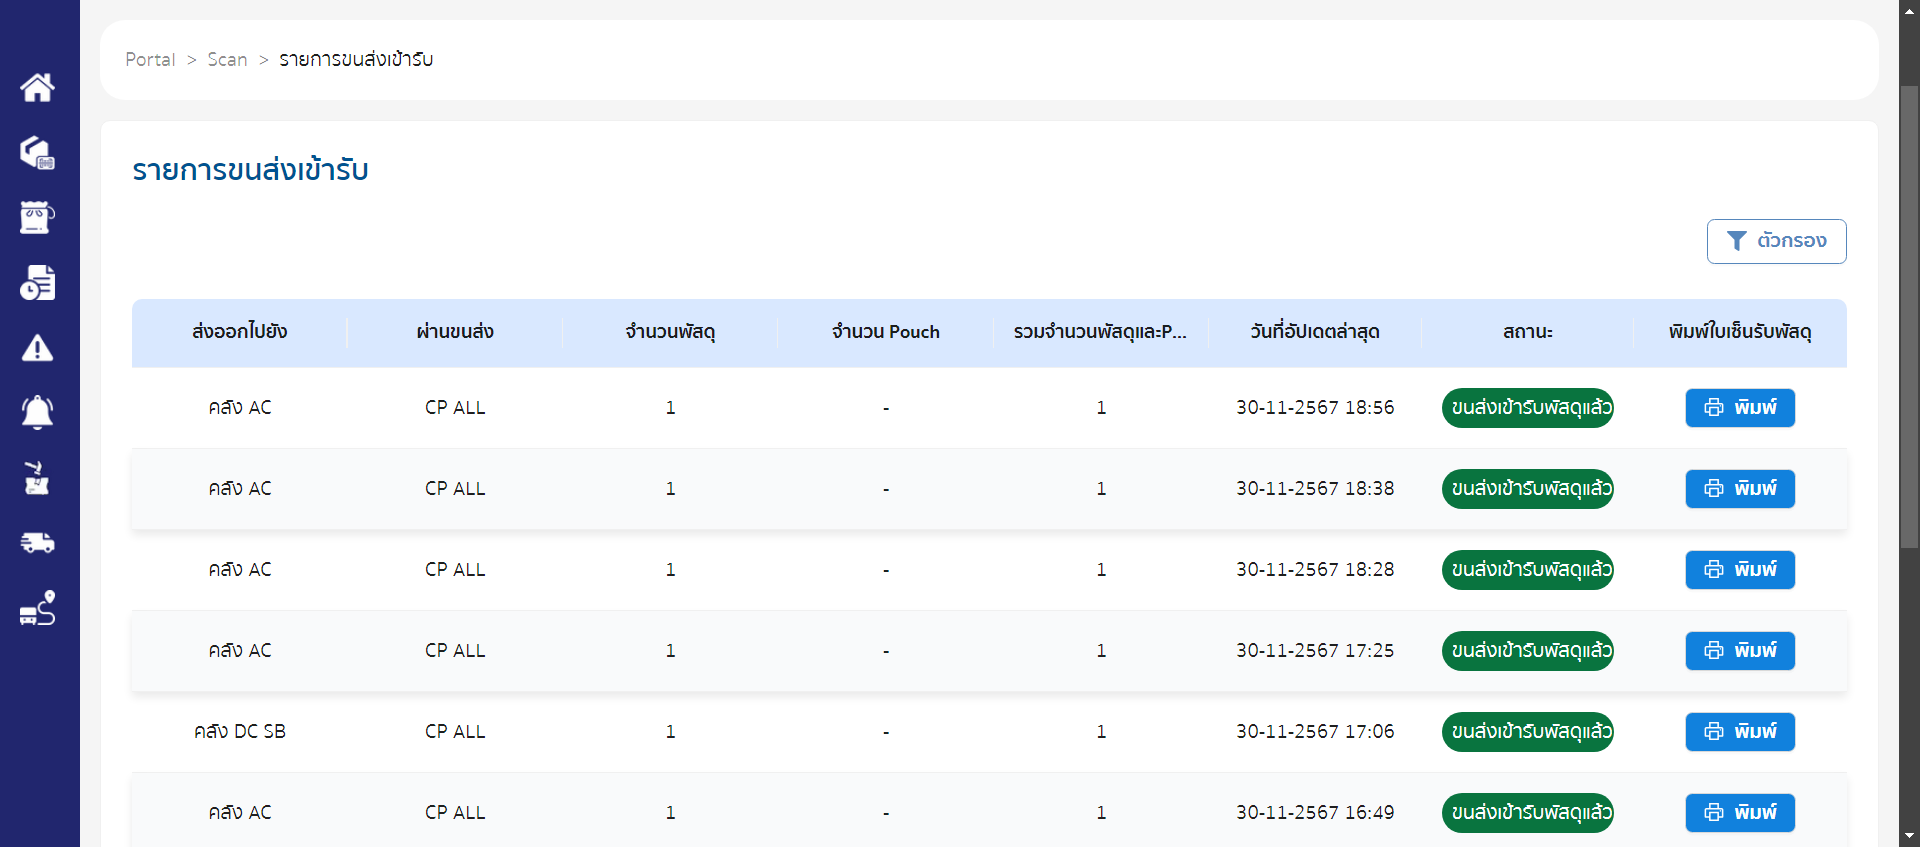 Portal > Scan > รายการขนส่งเข้ารับ
รายการขนส่งเข้ารับ
ตัวกรอง
ส่งออกไปยัง ผ่านขนส่ง จำนวนพัสดุ จำนวน Pouch รวมจำนวนพัสดุและP... วันที่อัปเดตล่าสุด สถานะ พิมพ์ใบเซ็นรับพัสดุ
คลัง AC CP ALL 1 - 1 30-11-2567 18:56 ขนส่งเข้ารับพัสดุแล้ว พิมพ์
คลัง AC CP ALL 1 - 1 30-11-2567 18:38 ขนส่งเข้ารับพัสดุแล้ว พิมพ์
คลัง AC CP ALL 1 - 1 30-11-2567 18:28 ขนส่งเข้ารับพัสดุแล้ว พิมพ์
คลัง AC CP ALL 1 - 1 30-11-2567 17:25 ขนส่งเข้ารับพัสดุแล้ว พิมพ์
คลัง DC SB CP ALL 1 - 1 30-11-2567 17:06 ขนส่งเข้ารับพัสดุแล้ว พิมพ์
คลัง AC CP ALL 1 - 1 30-11-2567 16:49 ขนส่งเข้ารับพัสดุแล้ว พิมพ์